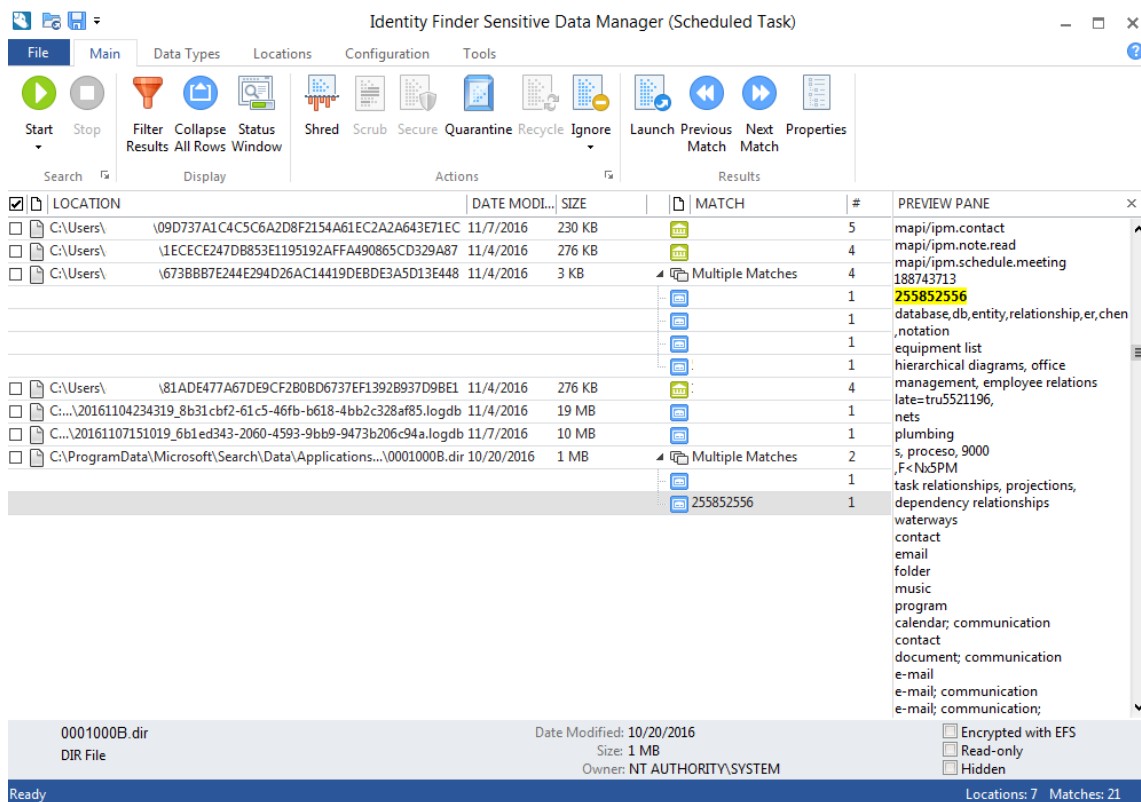 Identity Finder Sensitive Data Manager (Scheduled Task)
File Main Data Types Locations Configuration Tools
Start Stop Filter Results Collapse All Rows Status Window Shred Scrub Secure Quarantine Recycle Ignore Launch Previous Match Next Match Properties
Search Display Actions Results
LOCATION DATE MODI... SIZE MATCH # PREVIEW PANE
C:\Users\ \09D737A1C4C5C6A2D8F2154A61EC2A2A643E71EC 11/7/2016 230 KB 5
C:\Users\ \1ECECE247DB853E1195192AFFA490865CD329A87 11/4/2016 276 KB 4
C:\Users\ \673BBB7E244E294D26AC14419DEBDE3A5D13E448 11/4/2016 3 KB Multiple Matches 4
1
1
1
1
C:\Users\ \81ADE477A67DE9CF2B0BD6737EF1392B937D9BE1 11/4/2016 276 KB 4
C:...\20161104234319_8b31cbf2-61c5-46fb-b618-4bb2c328af85.logdb 11/4/2016 19 MB 1
C...\20161107151019_6b1ed343-2060-4593-9bb9-9473b206c94a.logdb 11/7/2016 10 MB 1
C:\ProgramData\Microsoft\Search\Data\Applications...\0001000B.dir 10/20/2016 1 MB Multiple Matches 2
1
255852556 1
mapi/ipm.contact
mapi/ipm.note.read
mapi/ipm.schedule.meeting
188743713
255852556
database,db,entity,relationship,er,chen
,notation
equipment list
hierarchical diagrams, office
management, employee relations
late=tru5521196,
nets
plumbing
s, proceso, 9000
,F<Nx5PM
task relationships, projections,
dependency relationships
waterways
contact
email
folder
music
program
calendar; communication
contact
document; communication
e-mail
e-mail; communication
e-mail; communication;
0001000B.dir
DIR File
Date Modified: 10/20/2016
Size: 1 MB
Owner: NT AUTHORITY\SYSTEM
Encrypted with EFS
Read-only
Hidden
Ready Locations: 7 Matches: 21